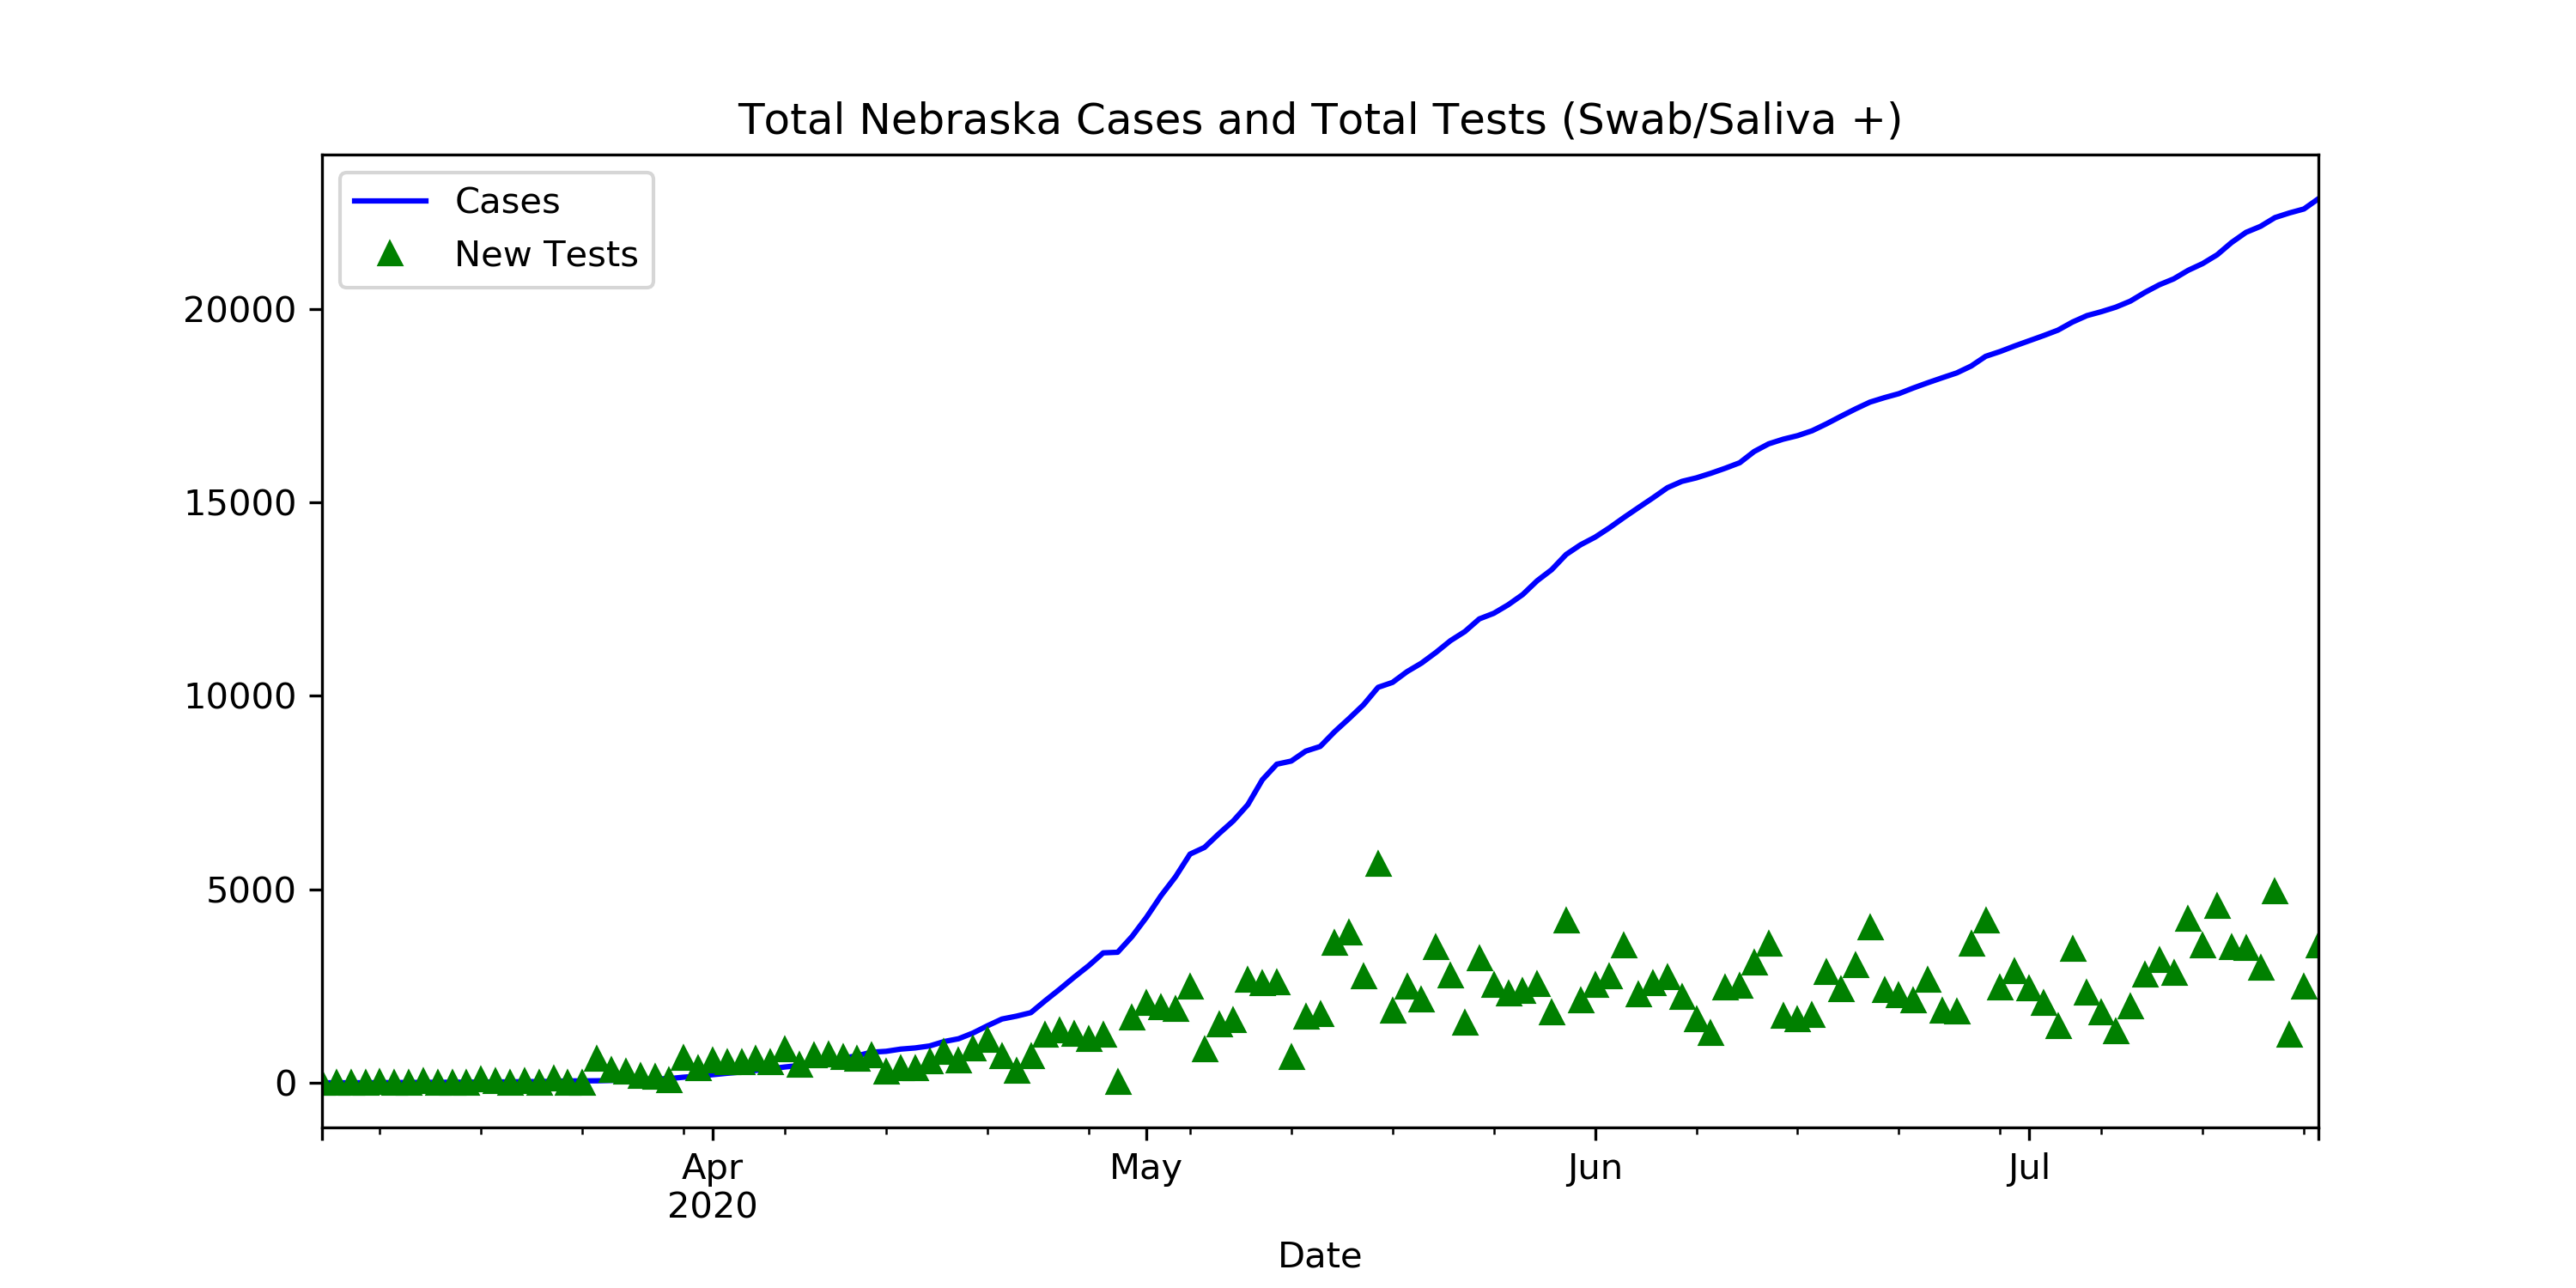 Total Nebraska Cases and Total Tests (Swab/Saliva +)
Cases
New Tests
20000
15000
10000
5000
0
Apr
2020
May
Jun
Jul
Date